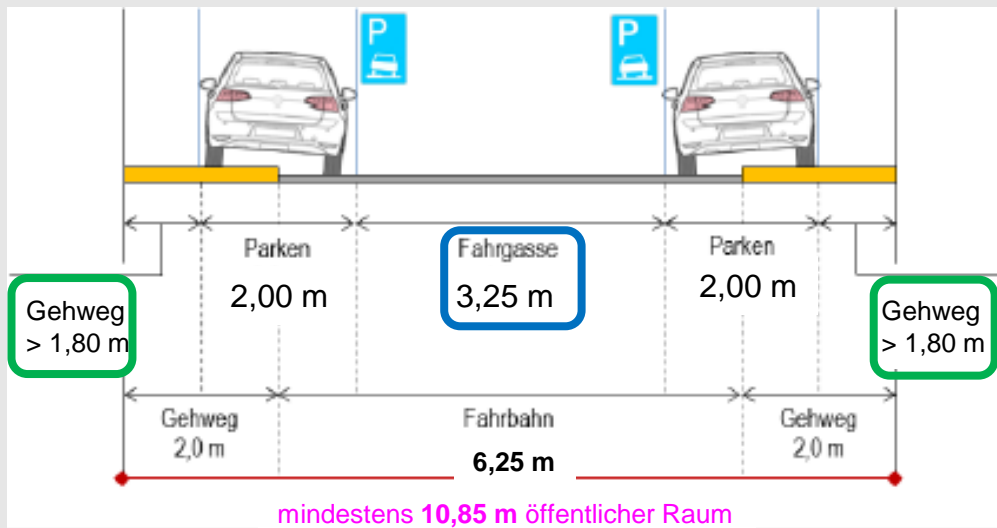 P
P
Parken
Fahrgasse
Parken
2,00 m
3,25 m
2,00 m
Gehweg
> 1,80 m
Gehweg
> 1,80 m
Gehweg
2,0 m
Fahrbahn
6,25 m
Gehweg
2,0 m
mindestens 10,85 m öffentlicher Raum